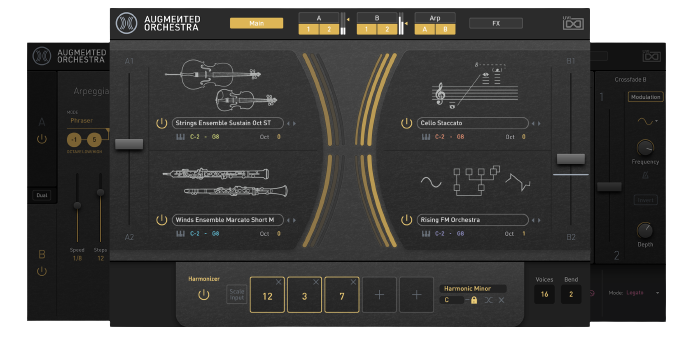 AUGMENTED
ORCHESTRA
Main
A
1 2
B
1 2
Arp
A B
FX
UVI
A1
B1
Strings Ensemble Sustain Oct ST
C-2 - G8
Oct 0
Cello Staccato
C-2 - G8
Oct 0
Winds Ensemble Marcato Short M
C-2 - G8
Oct 0
Rising FM Orchestra
C-2 - G8
Oct 1
A2
B2
Harmonizer
Scale
Input
12
3
7
+
+
Harmonic Minor
C
Voices
16
Bend
2
AUGMENTED
ORCHESTRA
A
Dual
B
Arpeggia
MODE
Phraser
-1
5
Speed
1/8
Steps
12
Crossfade B
1
Modulation
Frequency
Depth
2
Mode: Legato